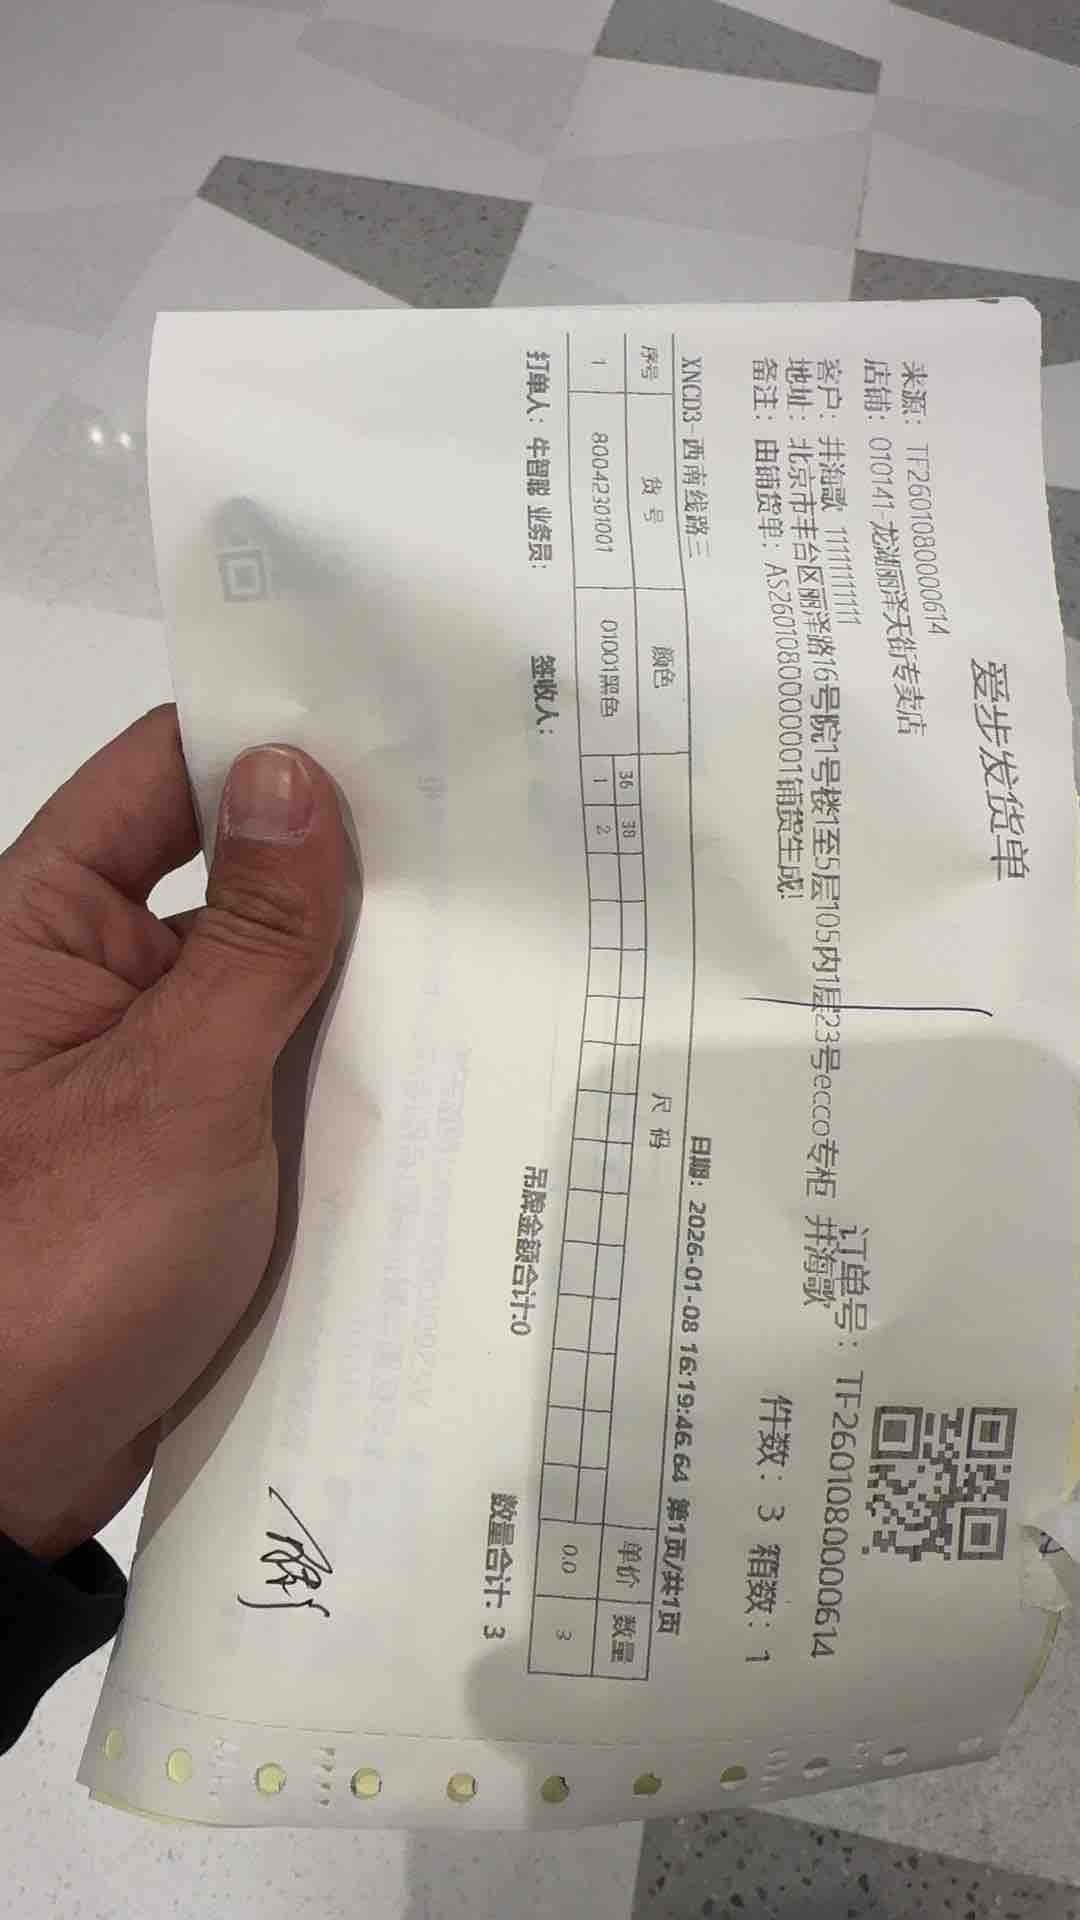 爱步发货单
来源：TF2601080000614
店铺：010141-龙湖丽泽天街专卖店
订单号：TF2601080000614
客户：井海歌 11111111111
地址：北京市丰台区丽泽路16号院1号楼1至5层105内1层23号ecco专柜 井海歌
备注：由铺货单：AS260108000001铺货生成!
件数：3 箱数：1
XNCD3-西南线路三 日期：2026-01-08 16:19:46.64 第1页/共1页
序号 货号 颜色 尺码 单价 数量
36 38
1 80042301001 01001黑色 1 2 0.0 3
打单人：牛智聪 业务员： 签收人： 吊牌金额合计:0 数量合计：3